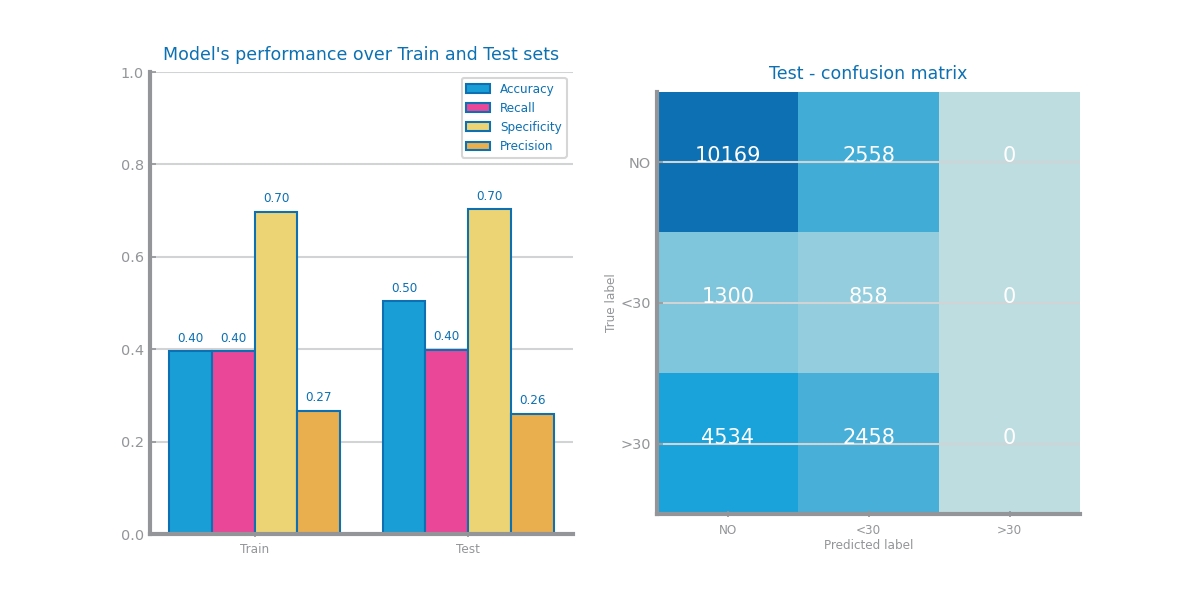 Model's performance over Train and Test sets
1.0
0.8
0.6
0.4
0.2
0.0
Accuracy
Recall
Specificity
Precision
0.40
0.40
0.70
0.27
0.50
0.40
0.70
0.26
Train
Test
Test - confusion matrix
True label
NO
<30
>30
10169 2558 0
1300 858 0
4534 2458 0
NO <30 >30
Predicted label